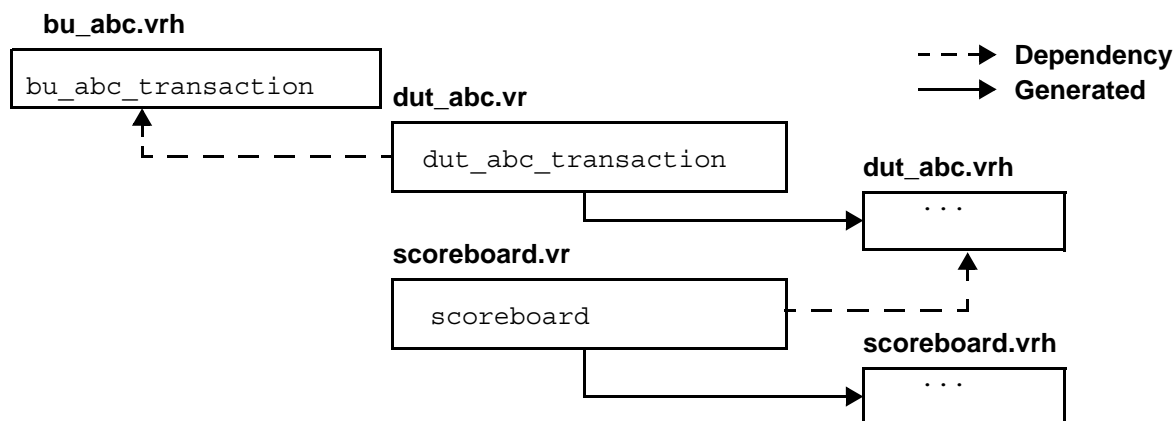 bu_abc.vrh
bu_abc_transaction
Dependency
Generated
dut_abc.vr
dut_abc_transaction
dut_abc.vrh
...
scoreboard.vr
scoreboard
scoreboard.vrh
...